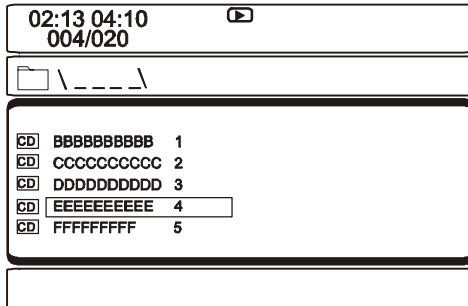 02:13 04:10
004/020
\ _ _ _ _\
CD BBBBBBBBBB 1
CD CCCCCCCCCC 2
CD DDDDDDDDDD 3
CD EEEEEEEEEE 4
CD FFFFFFFFF 5